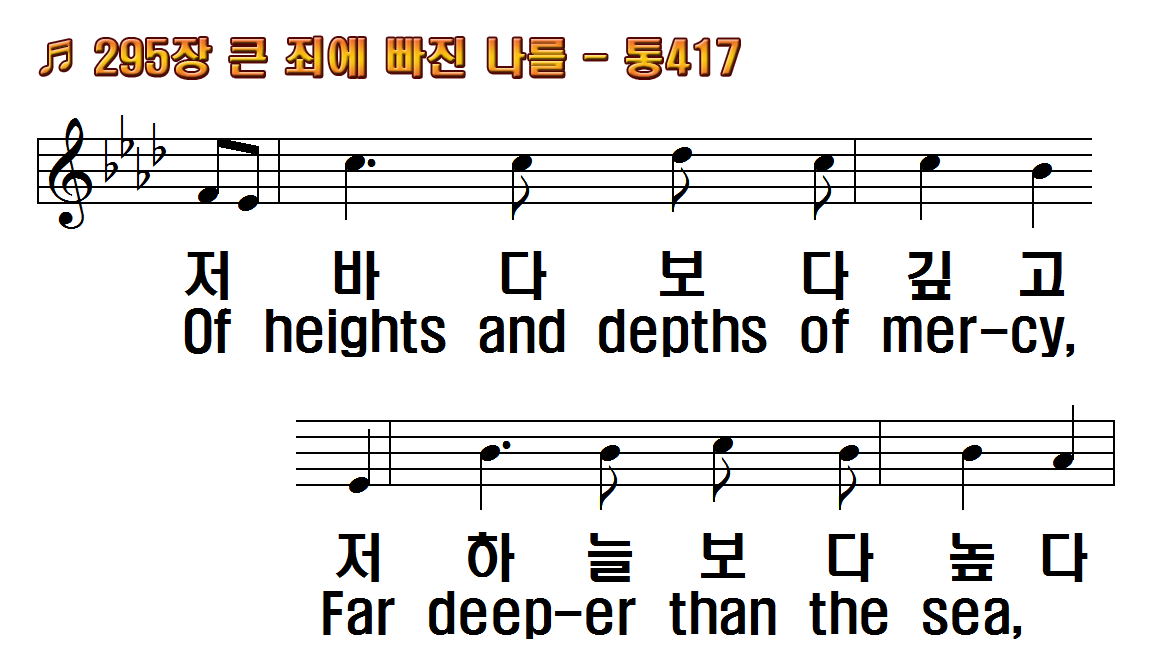 ♬ 295장 큰 죄에 빠진 나를 - 통417
저 바 다 보 다 깊 고
Of heights and depths of mer-cy,
저 하 늘 보 다 높 다
Far deep-er than the sea,